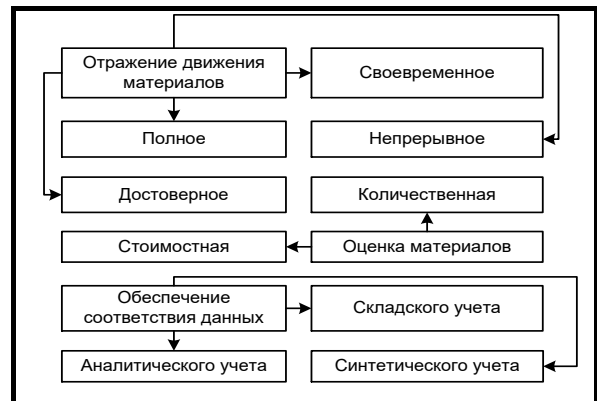 Отражение движения
материалов
Своевременное
Полное
Непрерывное
Достоверное
Количественная
Стоимостная
Оценка материалов
Обеспечение
соответствия данных
Складского учета
Аналитического учета
Синтетического учета